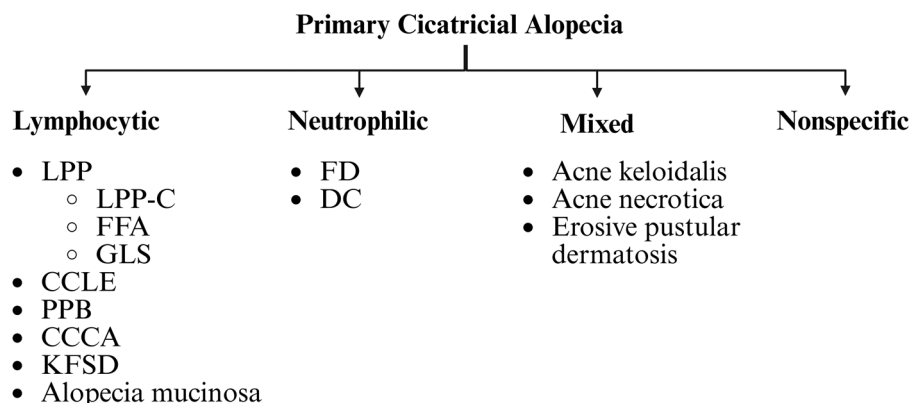 Primary Cicatricial Alopecia
Lymphocytic
• LPP
○ LPP-C
○ FFA
○ GLS
• CCLE
• PPB
• CCCA
• KFSD
• Alopecia mucinosa
Neutrophilic
• FD
• DC
Mixed
• Acne keloidalis
• Acne necrotica
• Erosive pustular
dermatosis
Nonspecific